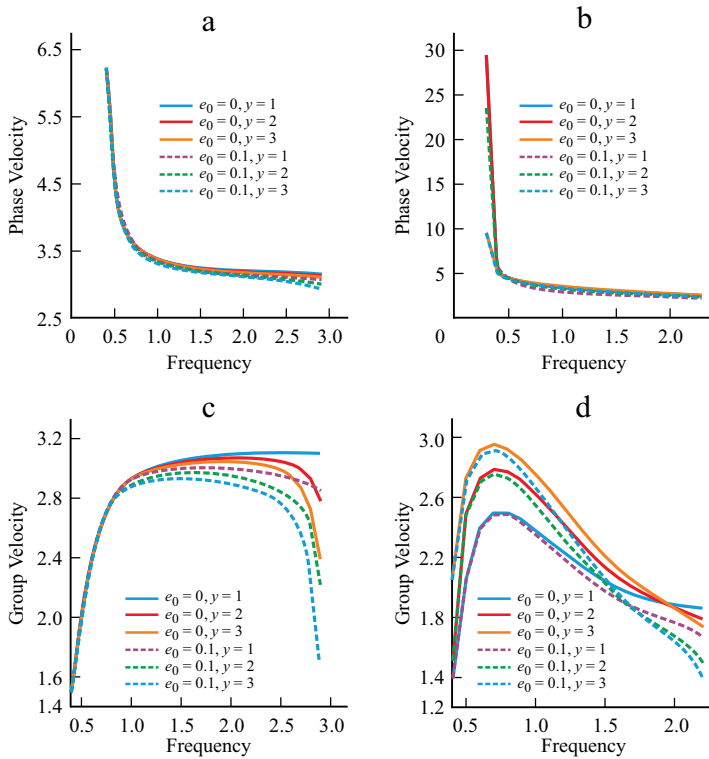 a
6.5
5.5
4.5
3.5
2.5
Phase Velocity
e0 = 0, y = 1
e0 = 0, y = 2
e0 = 0, y = 3
e0 = 0.1, y = 1
e0 = 0.1, y = 2
e0 = 0.1, y = 3
0 0.5 1.0 1.5 2.0 2.5 3.0
Frequency
b
30
25
20
15
10
5
Phase Velocity
e0 = 0, y = 1
e0 = 0, y = 2
e0 = 0, y = 3
e0 = 0.1, y = 1
e0 = 0.1, y = 2
e0 = 0.1, y = 3
0 0.5 1.0 2.0
Frequency
c
3.2
2.8
2.4
2.0
1.6
1.4
Group Velocity
e0 = 0, y = 1
e0 = 0, y = 2
e0 = 0, y = 3
e0 = 0.1, y = 1
e0 = 0.1, y = 2
e0 = 0.1, y = 3
0.5 1.0 1.5 2.0 2.5 3.0
Frequency
d
3.0
2.6
2.2
1.8
1.4
1.2
Group Velocity
e0 = 0, y = 1
e0 = 0, y = 2
e0 = 0, y = 3
e0 = 0.1, y = 1
e0 = 0.1, y = 2
e0 = 0.1, y = 3
0.5 1.0 1.5 2.0
Frequency